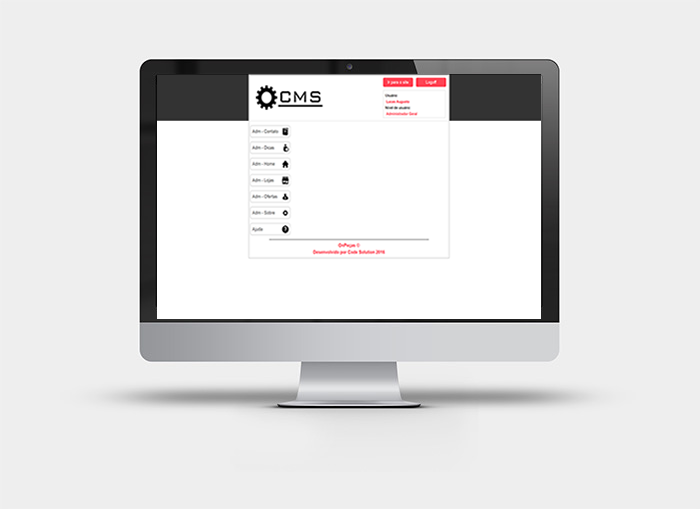 CMS
Ir para o site
Logoff
Usuário:
Lucas Augusto
Nível de usuário:
Administrador Geral
Adm - Contato
Adm - Dicas
Adm - Home
Adm - Lojas
Adm - Ofertas
Adm - Sobre
Ajuda
OnPeças ©
Desenvolvido por Code Solution 2016